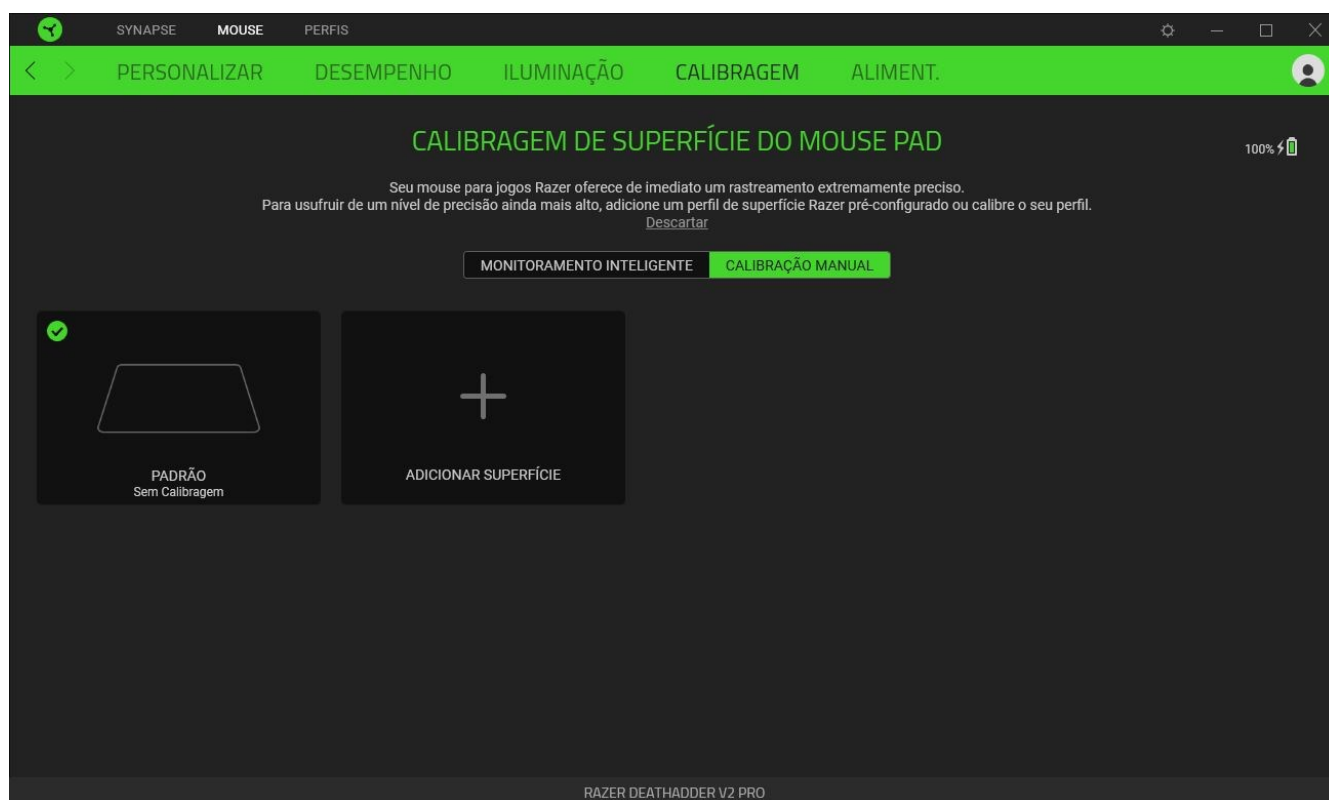 SYNAPSE MOUSE PERFIS
PERSONALIZAR DESEMPENHO ILUMINAÇÃO CALIBRAGEM ALIMENT.
CALIBRAGEM DE SUPERFÍCIE DO MOUSE PAD
100%
Seu mouse para jogos Razer oferece de imediato um rastreamento extremamente preciso.
Para usufruir de um nível de precisão ainda mais alto, adicione um perfil de superfície Razer pré-configurado ou calibre o seu perfil.
Descartar
MONITORAMENTO INTELIGENTE CALIBRAÇÃO MANUAL
PADRÃO
Sem Calibragem
ADICIONAR SUPERFÍCIE
RAZER DEATHADDER V2 PRO